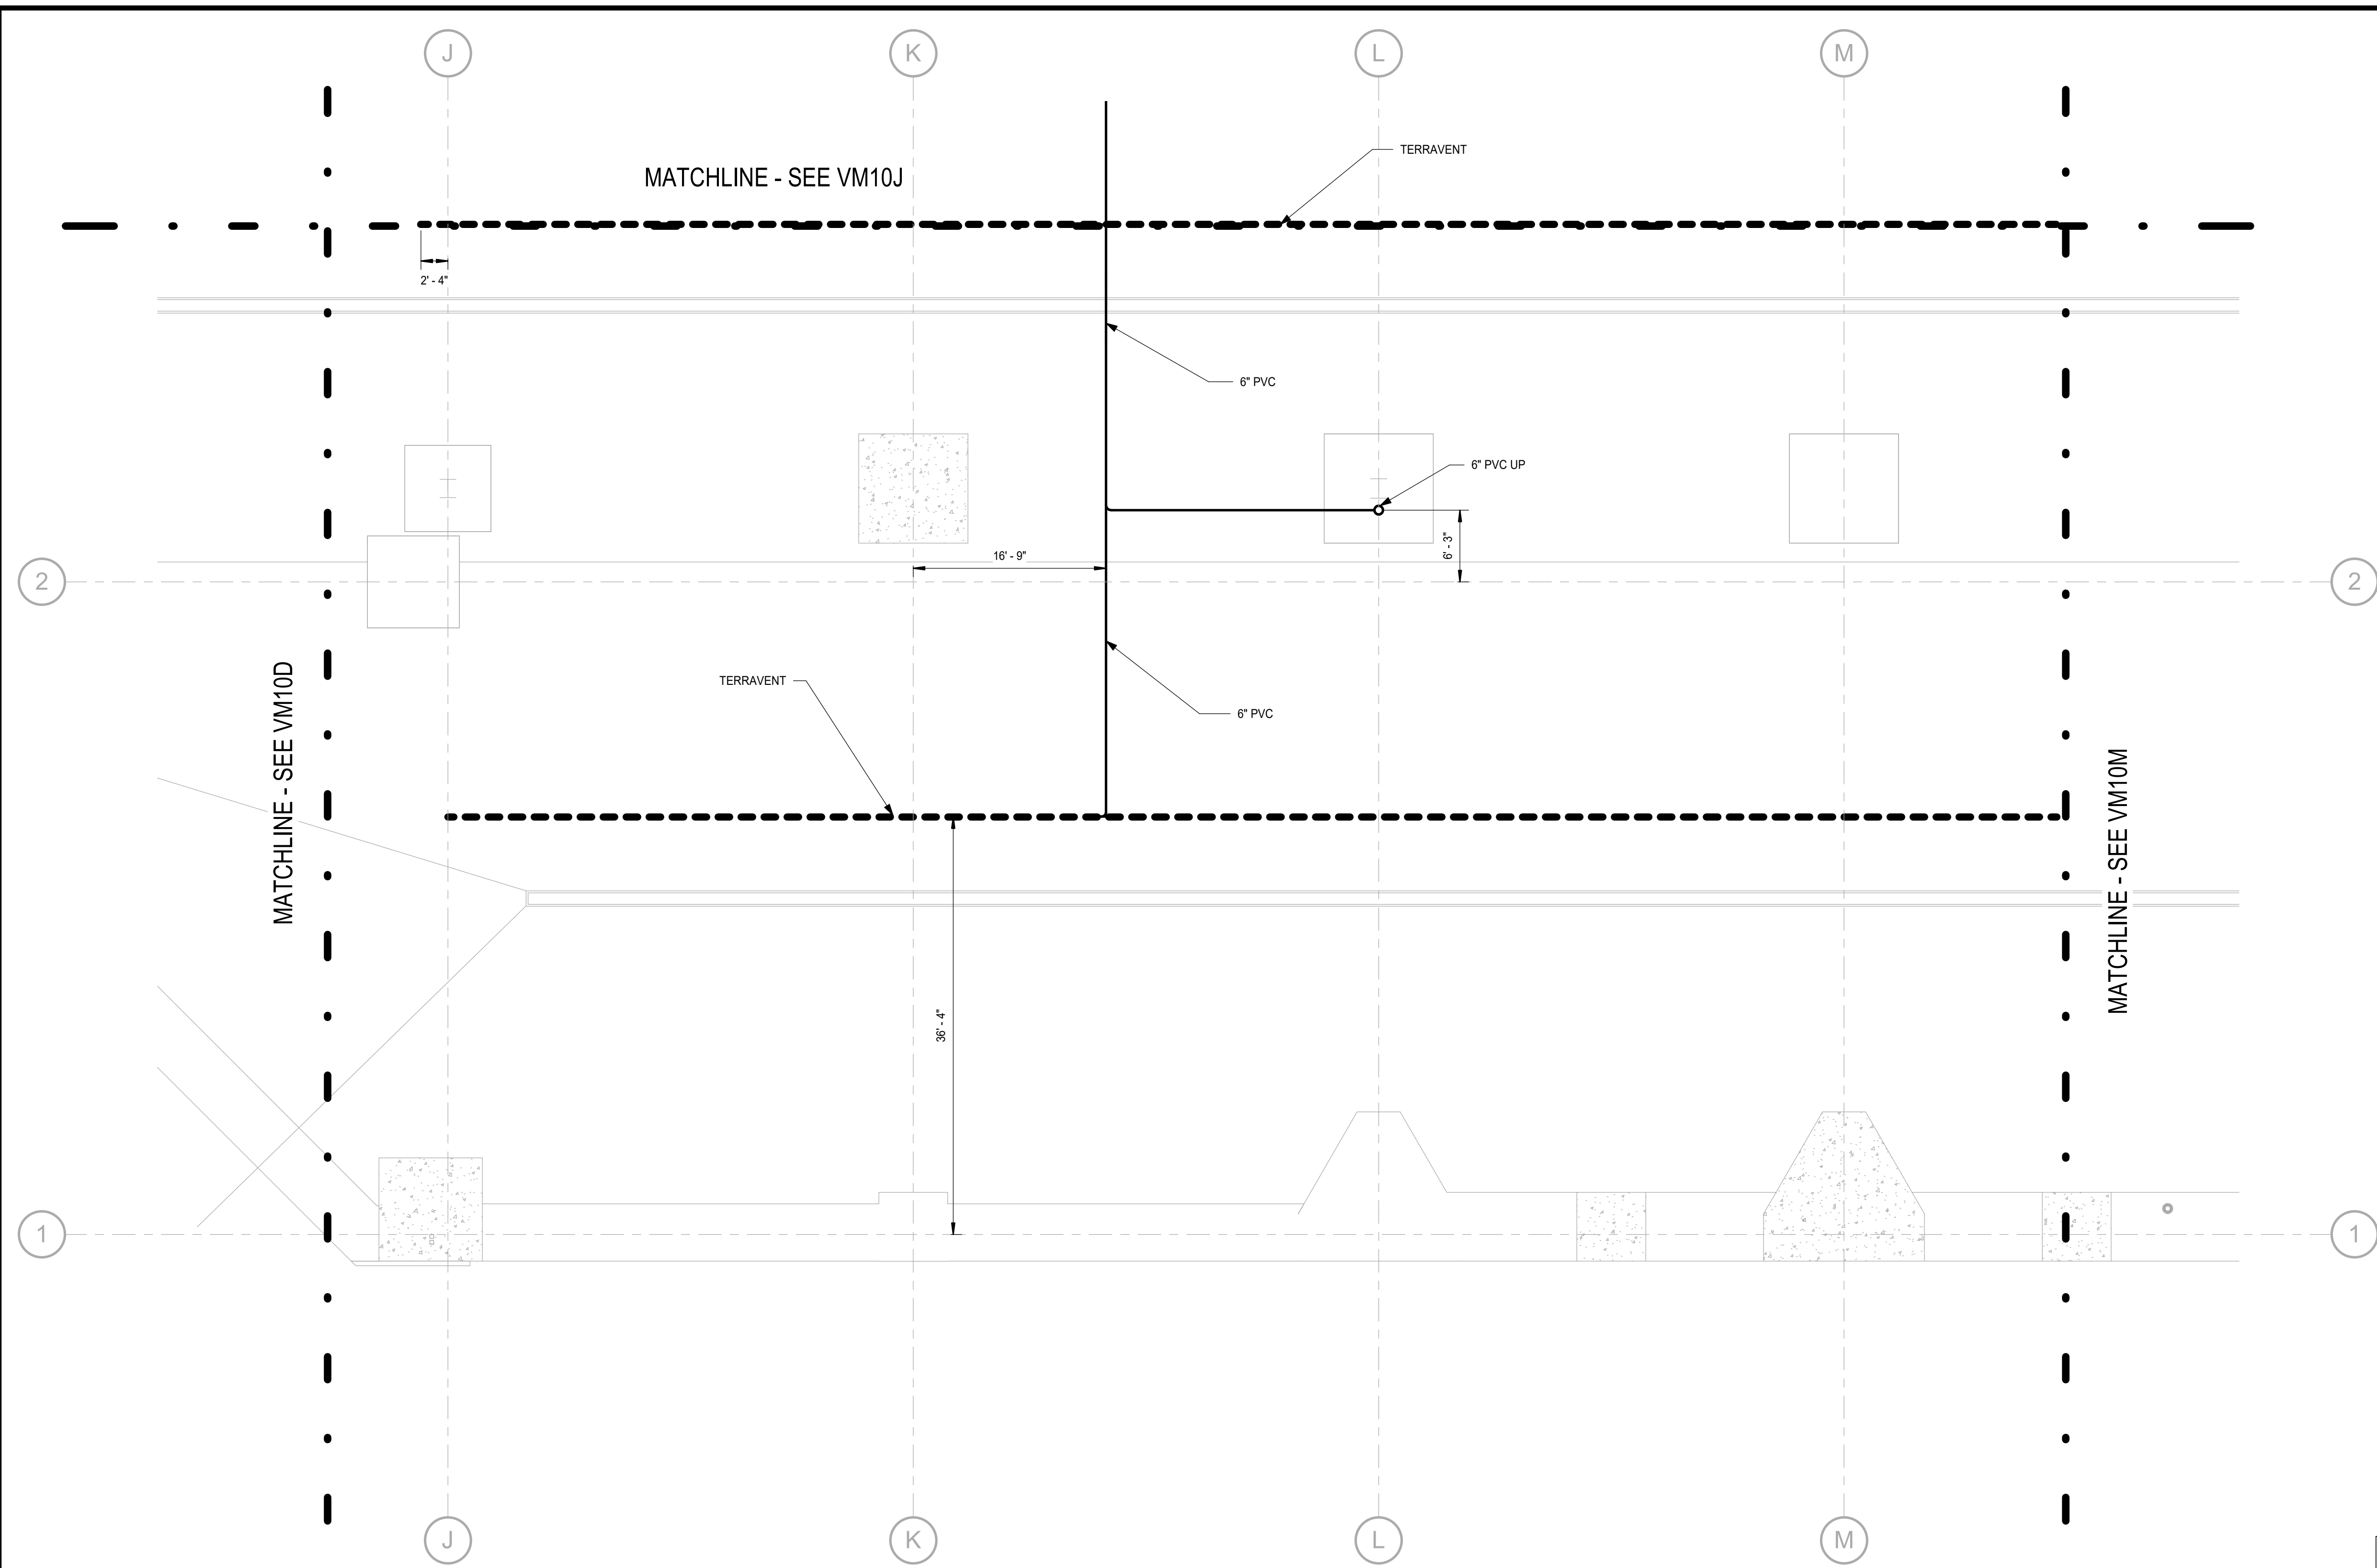 J
K
L
M
MATCHLINE - SEE VM10J
TERRAVENT
2' - 4"
6" PVC
6" PVC UP
6' - 3"
16' - 9"
2
2
MATCHLINE - SEE VM10D
TERRAVENT
6" PVC
MATCHLINE - SEE VM10M
36' - 4"
1
1
J
K
L
M